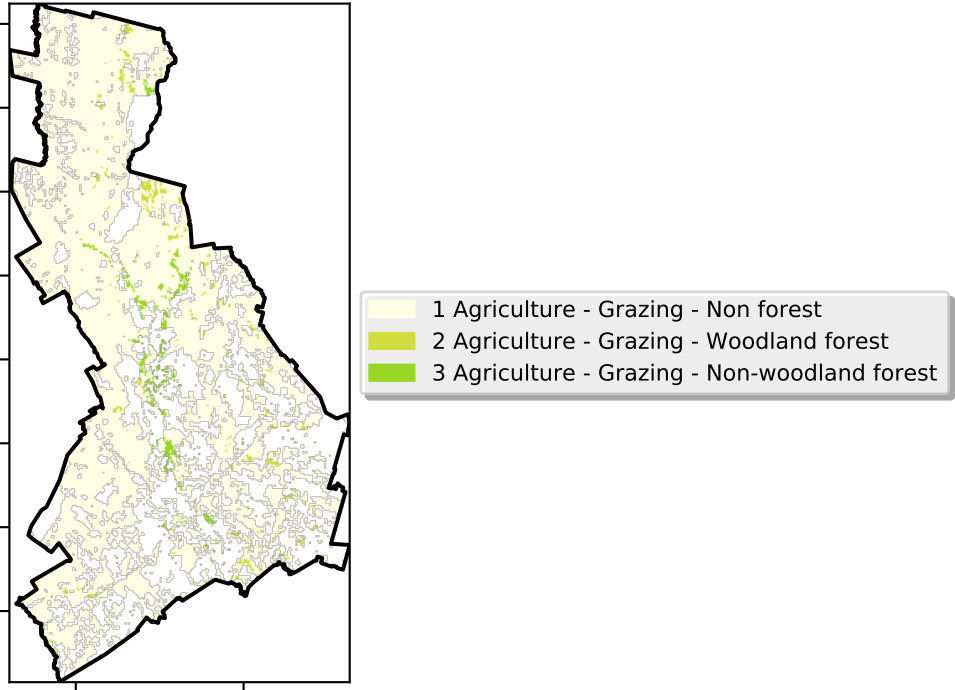 1 Agriculture - Grazing - Non forest
2 Agriculture - Grazing - Woodland forest
3 Agriculture - Grazing - Non-woodland forest